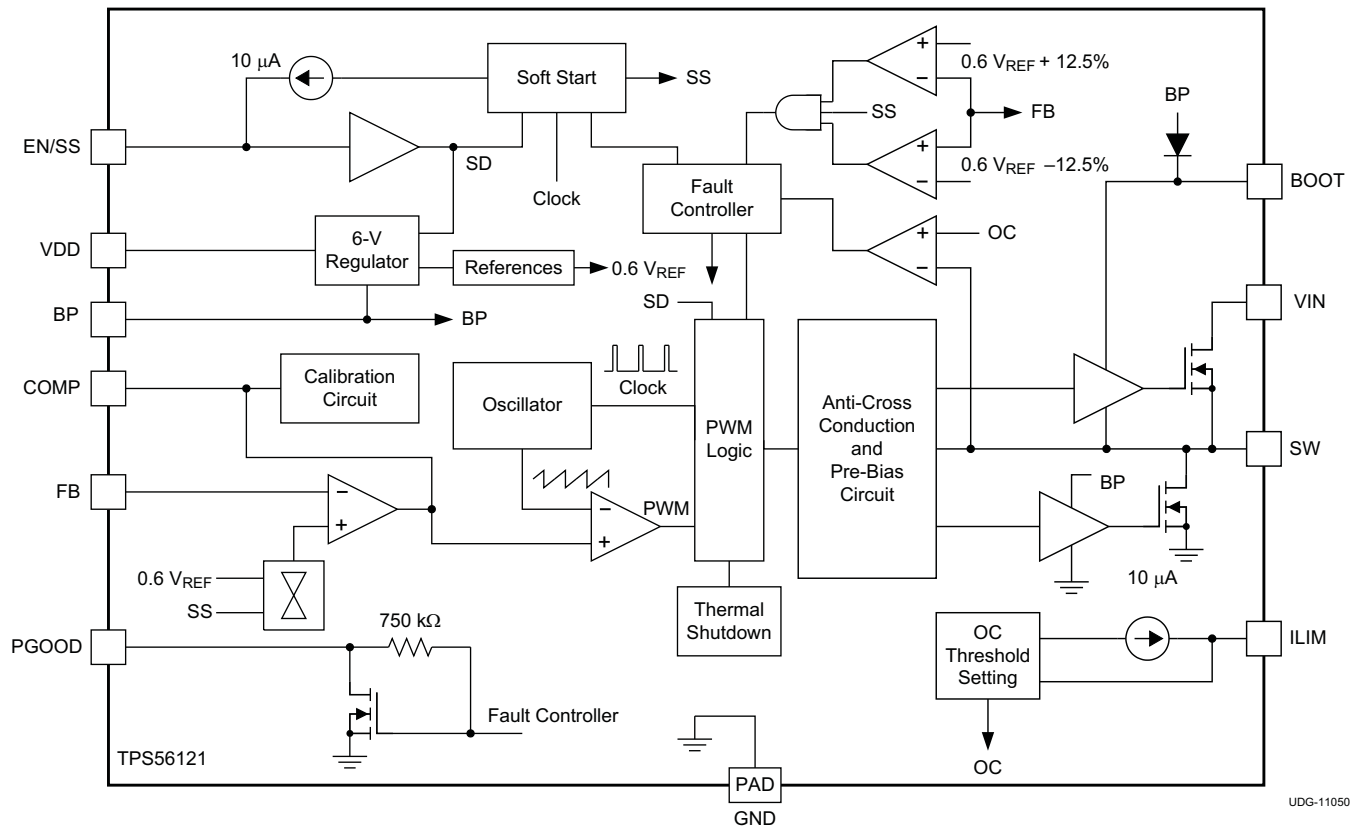 10 μA
Soft Start
SS
0.6 VREF + 12.5%
+
−
SS
FB
BP
EN/SS
SD
Clock
+
−
0.6 VREF −12.5%
BOOT
Fault
Controller
VDD
6-V
Regulator
References
0.6 VREF
+
−
OC
BP
BP
SD
VIN
COMP
Calibration
Circuit
Oscillator
Clock
PWM
Logic
Anti-Cross
Conduction
and
Pre-Bias
Circuit
SW
FB
−
+
PWM
−
+
BP
0.6 VREF
SS
10 μA
Thermal
Shutdown
PGOOD
750 kΩ
OC
Threshold
Setting
ILIM
Fault Controller
TPS56121
OC
PAD
GND
UDG-11050